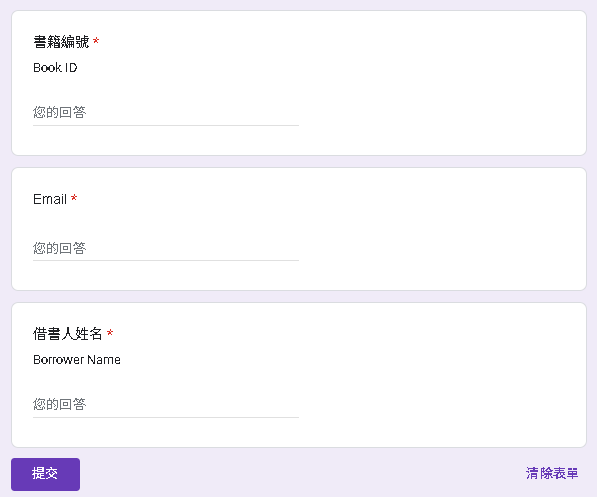 書籍編號 *
Book ID
您的回答
Email *
您的回答
借書人姓名 *
Borrower Name
您的回答
提交
清除表單